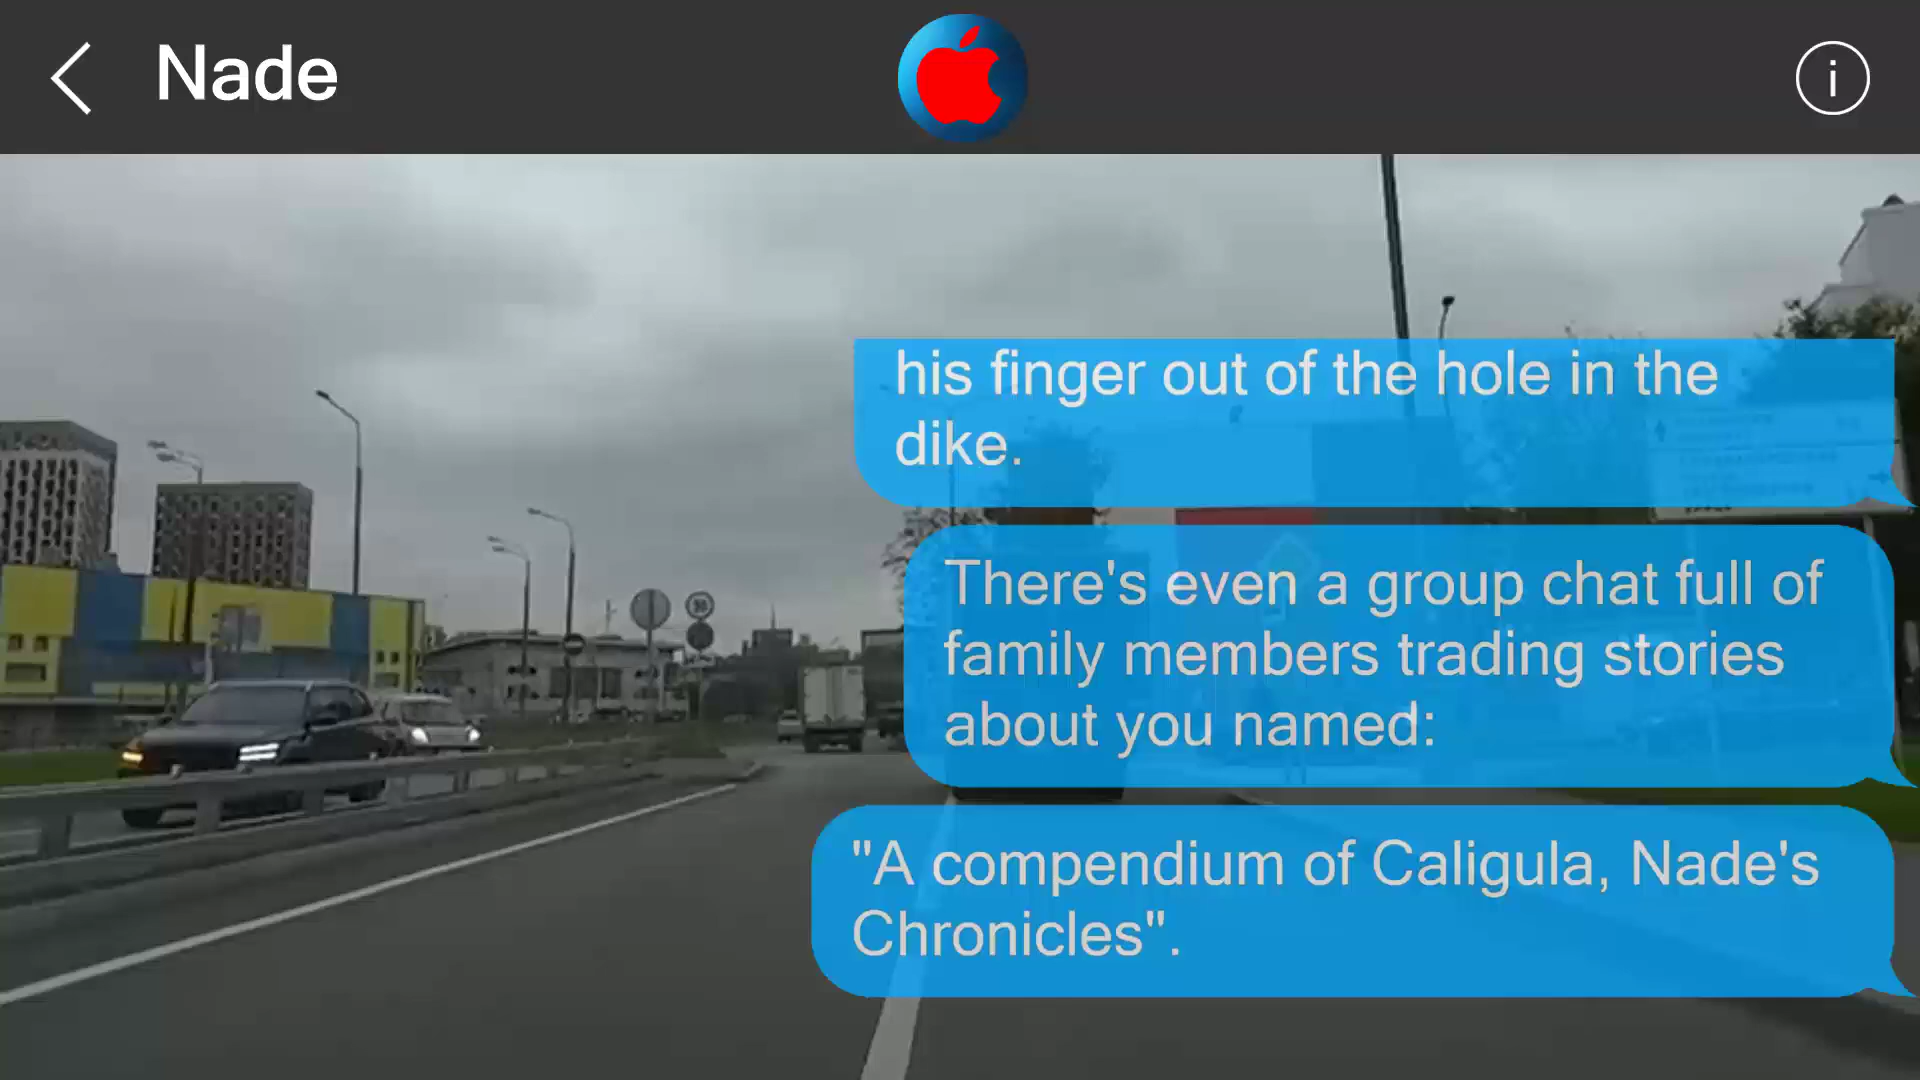 Nade
his finger out of the hole in the
dike.
There's even a group chat full of
family members trading stories
about you named:
"A compendium of Caligula, Nade's
Chronicles".